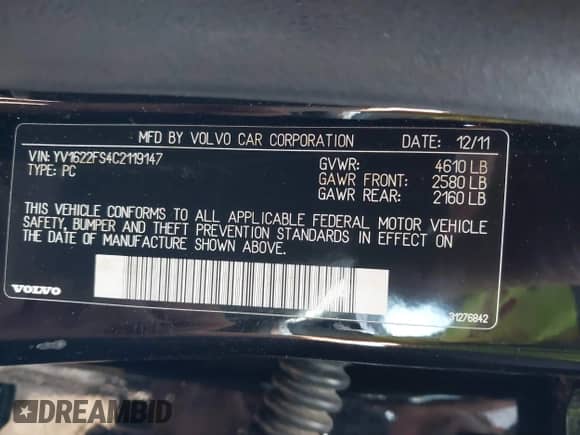 MFD BY VOLVO CAR CORPORATION DATE: 12/11
VIN: YV1622FS4C2119147 GVWR: 4610 LB
TYPE: PC GAWR FRONT: 2580 LB
GAWR REAR: 2160 LB
THIS VEHICLE CONFORMS TO ALL APPLICABLE FEDERAL MOTOR VEHICLE
SAFETY, BUMPER AND THEFT PREVENTION STANDARDS IN EFFECT ON
THE DATE OF MANUFACTURE SHOWN ABOVE.
VOLVO 31276842
DREAMBID